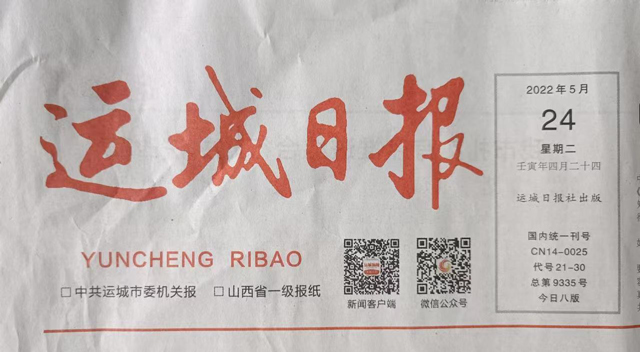 运城日报
YUNCHENG RIBAO
□中共运城市委机关报 □山西省一级报纸
新闻客户端
微信公众号
2022年5月
24
星期二
壬寅年四月二十四
运城日报社出版
国内统一刊号
CN14-0025
代号21-30
总第9335号
今日八版